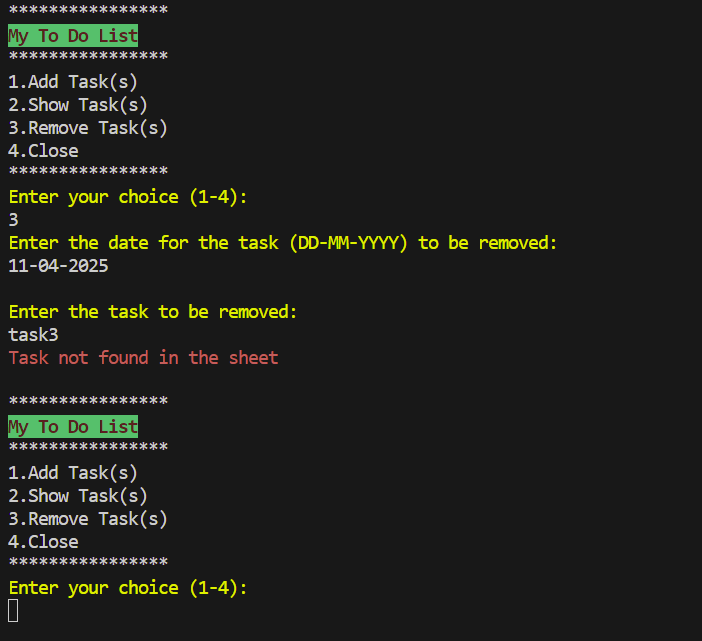 ****************
My To Do List
****************
1.Add Task(s)
2.Show Task(s)
3.Remove Task(s)
4.Close
****************
Enter your choice (1-4):
3
Enter the date for the task (DD-MM-YYYY) to be removed:
11-04-2025

Enter the task to be removed:
task3
Task not found in the sheet

****************
My To Do List
****************
1.Add Task(s)
2.Show Task(s)
3.Remove Task(s)
4.Close
****************
Enter your choice (1-4):